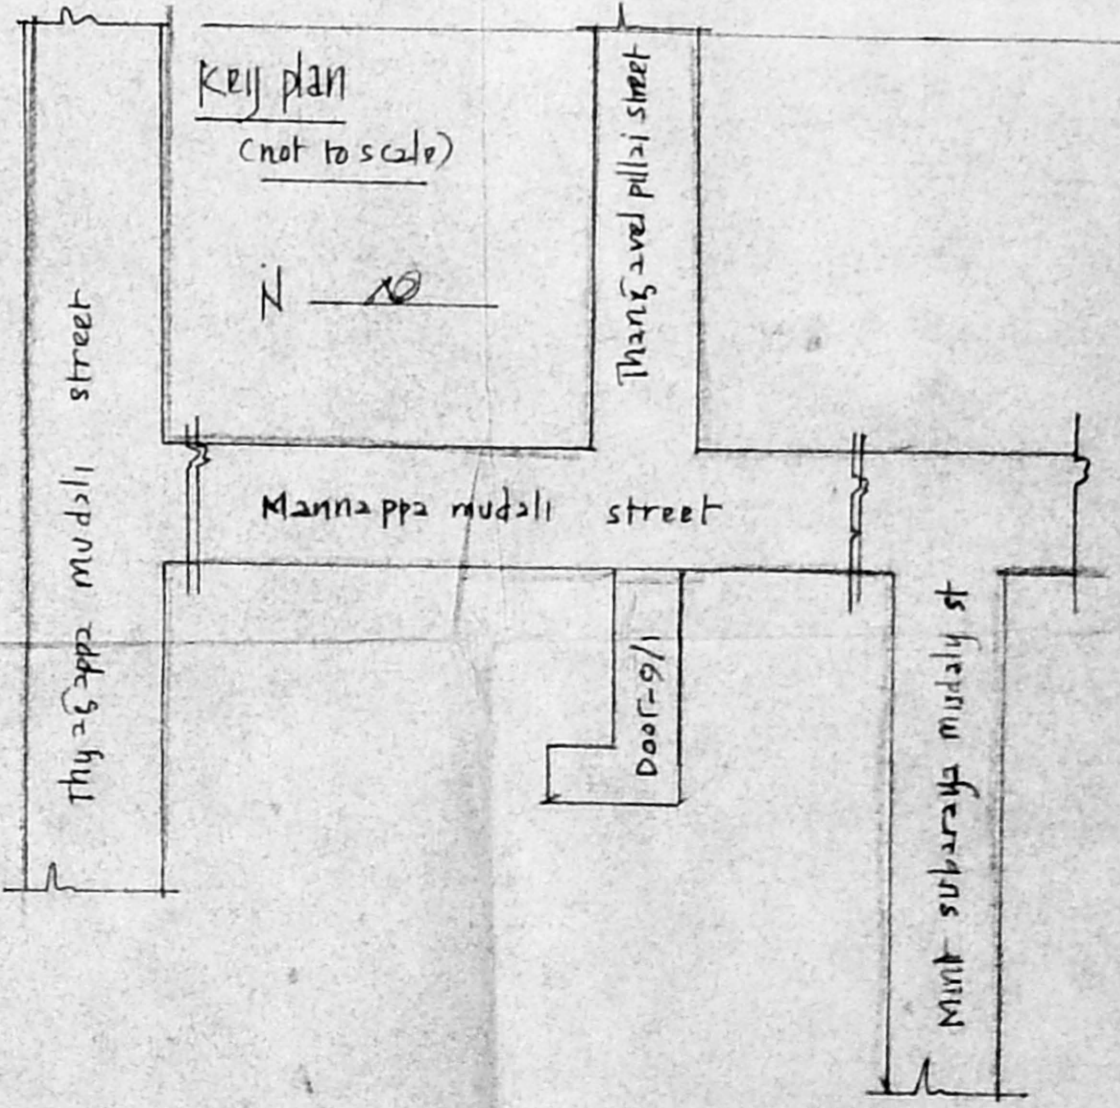 Key plan
(not to scale)
N
Thangavel pillai street
Thyagappa mudali street
Mannappa mudali street
Door-9/1
Mint subaraya mudaly st